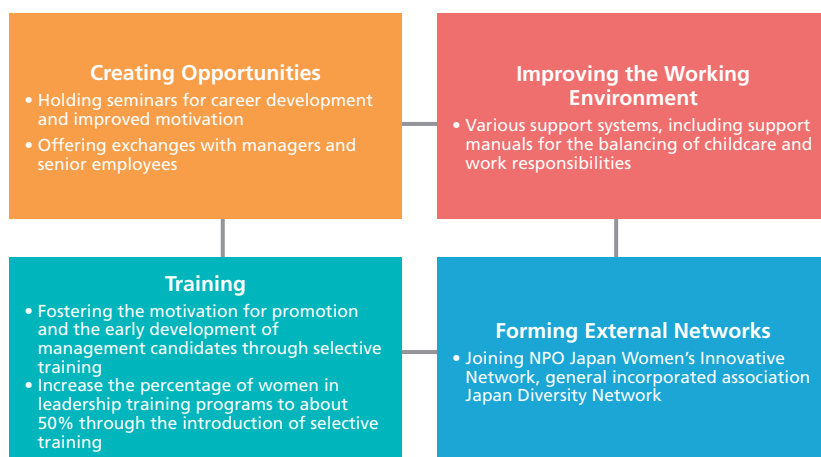 Creating Opportunities
• Holding seminars for career development
and improved motivation
• Offering exchanges with managers and
senior employees
Improving the Working
Environment
• Various support systems, including support
manuals for the balancing of childcare and
work responsibilities
Training
• Fostering the motivation for promotion
and the early development of
management candidates through selective
training
• Increase the percentage of women in
leadership training programs to about
50% through the introduction of selective
training
Forming External Networks
• Joining NPO Japan Women’s Innovative
Network, general incorporated association
Japan Diversity Network